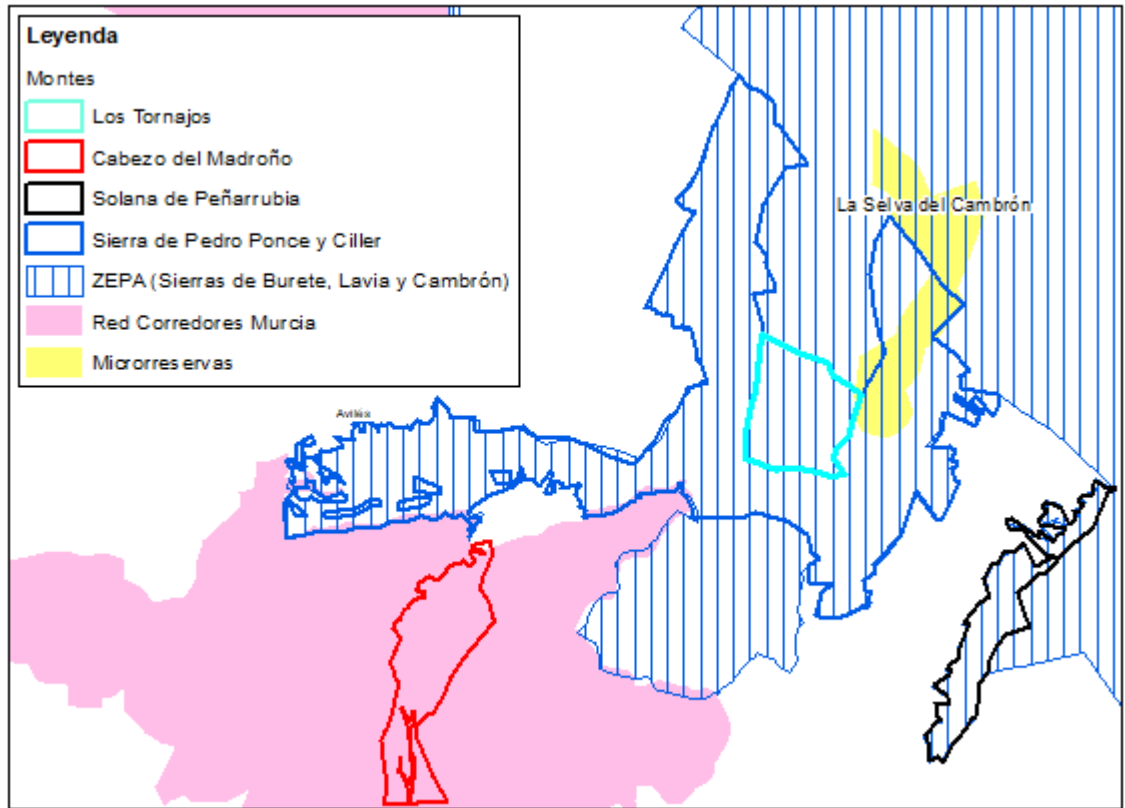 Leyenda
Montes
Los Tornajos
Cabezo del Madroño
Solana de Peñarrubia
Sierra de Pedro Ponce y Ciller
ZEPA (Sierras de Burete, Lavia y Cambrón)
Red Corredores Murcia
Microrreservas
La Selva del Cambrón
Avilés